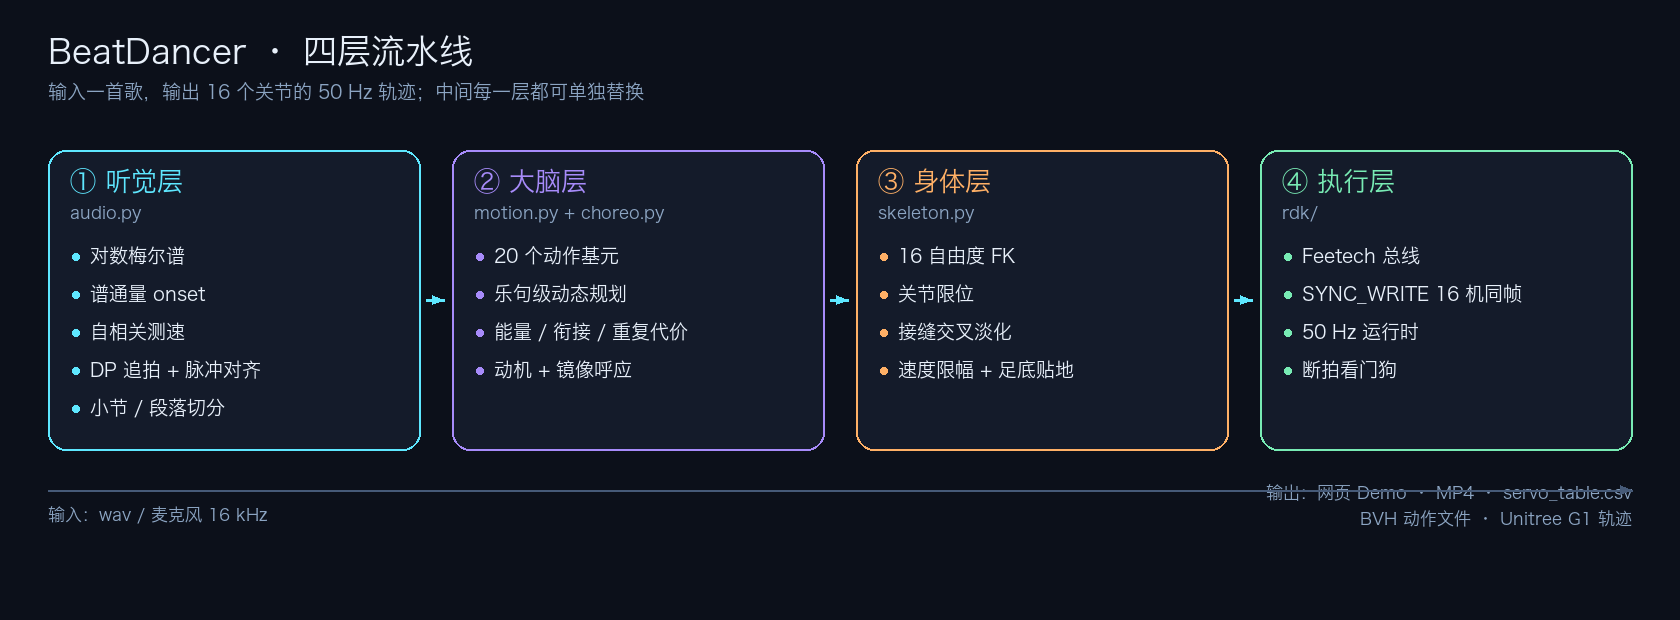 BeatDancer · 四层流水线
输入一首歌，输出 16 个关节的 50 Hz 轨迹；中间每一层都可单独替换
① 听觉层
audio.py
对数梅尔谱
谱通量 onset
自相关测速
DP 追拍 + 脉冲对齐
小节 / 段落切分
② 大脑层
motion.py + choreo.py
20 个动作基元
乐句级动态规划
能量 / 衔接 / 重复代价
动机 + 镜像呼应
③ 身体层
skeleton.py
16 自由度 FK
关节限位
接缝交叉淡化
速度限幅 + 足底贴地
④ 执行层
rdk/
Feetech 总线
SYNC_WRITE 16 机同帧
50 Hz 运行时
断拍看门狗
输入：wav / 麦克风 16 kHz
输出：网页 Demo · MP4 · servo_table.csv
BVH 动作文件 · Unitree G1 轨迹